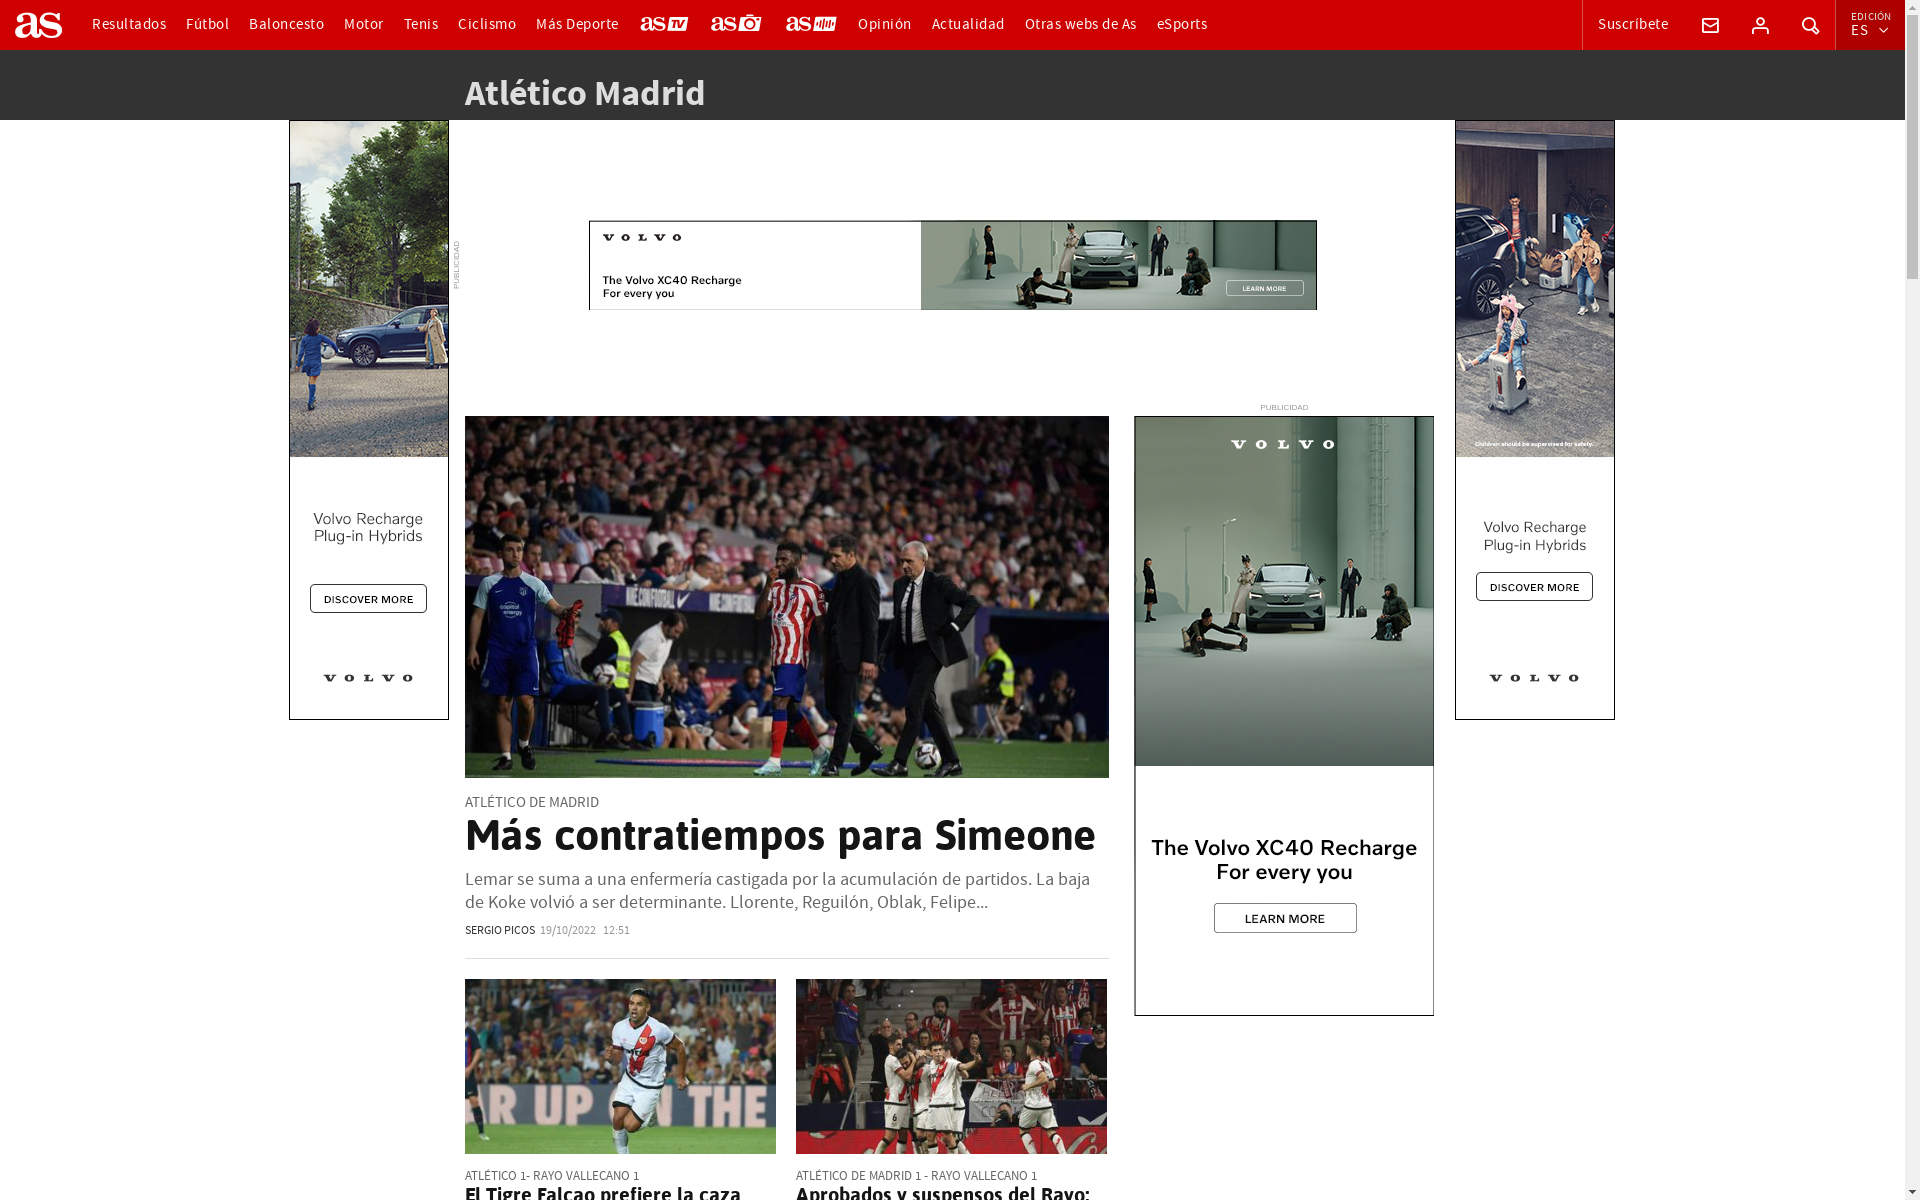 as
Resultados
Fútbol
Baloncesto
Motor
Tenis
Ciclismo
Más Deporte
as TV
as
as
Opinión
Actualidad
Otras webs de As
eSports
Suscríbete
EDICIÓN
ES
Atlético Madrid
PUBLICIDAD
VOLVO
The Volvo XC40 Recharge
For every you
LEARN MORE
Volvo Recharge
Plug-in Hybrids
DISCOVER MORE
VOLVO
Children should be supervised for safety.
Volvo Recharge
Plug-in Hybrids
DISCOVER MORE
VOLVO
PUBLICIDAD
VOLVO
The Volvo XC40 Recharge
For every you
LEARN MORE
capital
energy
ATLÉTICO DE MADRID
Más contratiempos para Simeone
Lemar se suma a una enfermería castigada por la acumulación de partidos. La baja
de Koke volvió a ser determinante. Llorente, Reguilón, Oblak, Felipe...
SERGIO PICOS 19/10/2022 12:51
R UP ON THE
6
ATLÉTICO 1- RAYO VALLECANO 1
El Tigre Falcao prefiere la caza
ATLÉTICO DE MADRID 1 - RAYO VALLECANO 1
Aprobados y suspensos del Rayo: